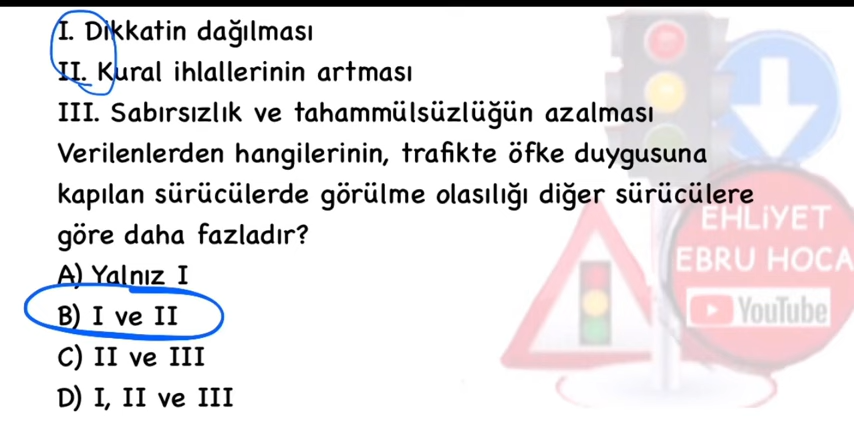 I. Dikkatin dağılması
II. Kural ihlallerinin artması
III. Sabırsızlık ve tahammülsüzlüğün azalması
Verilenlerden hangilerinin, trafikte öfke duygusuna
kapılan sürücülerde görülme olasılığı diğer sürücülere
göre daha fazladır?
A) Yalnız I
B) I ve II
C) II ve III
D) I, II ve III
EHLİYET
EBRU HOCA
YouTube